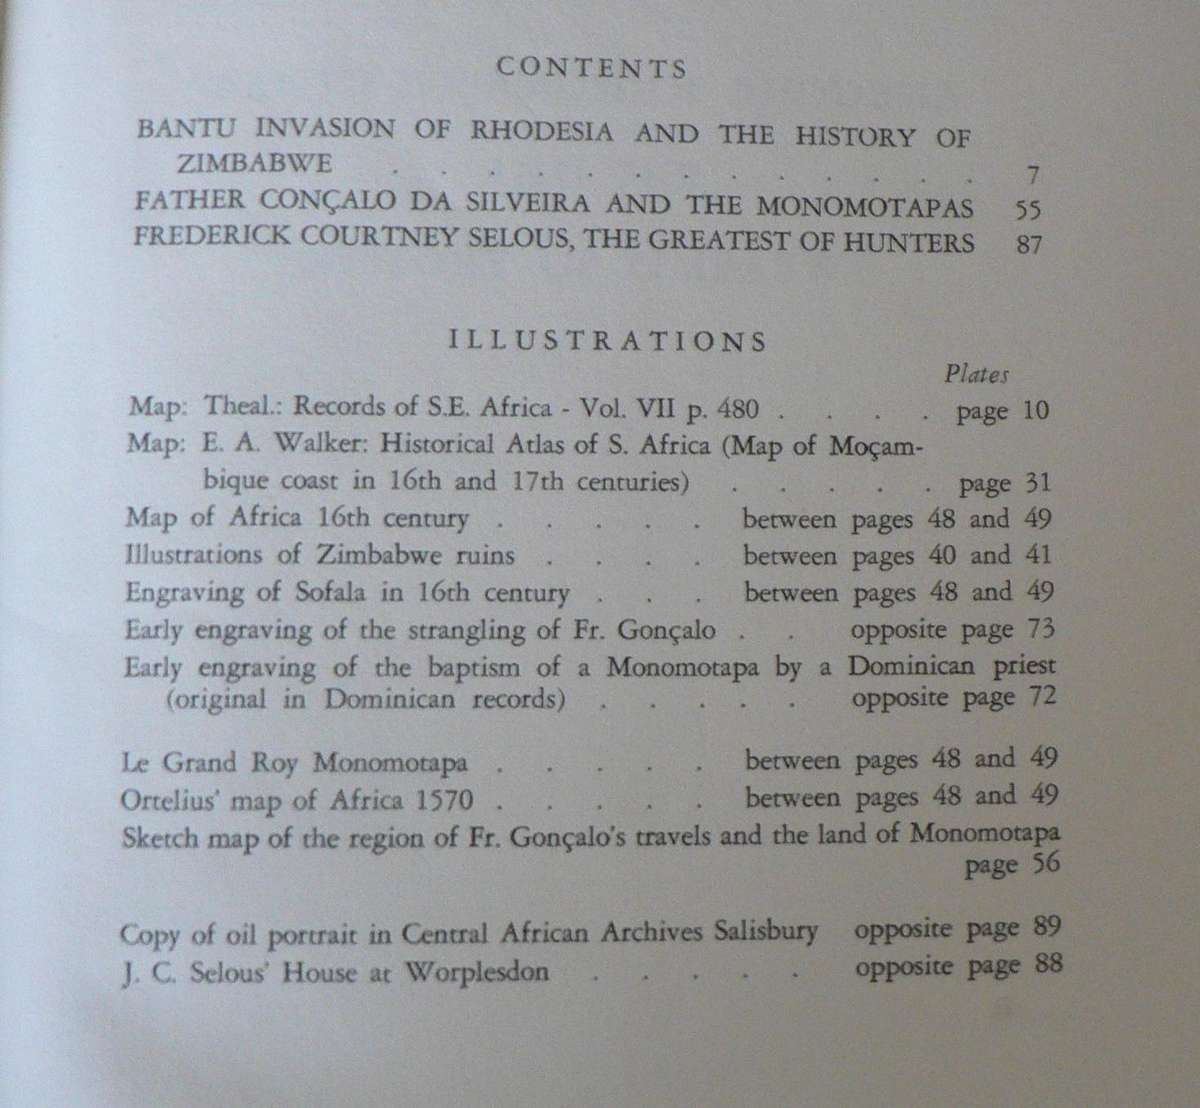 CONTENTS
BANTU INVASION OF RHODESIA AND THE HISTORY OF
ZIMBABWE . . . . . . . . . . . . . 7
FATHER CONÇALO DA SILVEIRA AND THE MONOMOTAPAS 55
FREDERICK COURTNEY SELOUS, THE GREATEST OF HUNTERS 87
ILLUSTRATIONS
Plates
Map: Theal.: Records of S.E. Africa - Vol. VII p. 480 . . . . page 10
Map: E. A. Walker: Historical Atlas of S. Africa (Map of Moçam-
bique coast in 16th and 17th centuries) . . . . . page 31
Map of Africa 16th century . . . . . between pages 48 and 49
Illustrations of Zimbabwe ruins . . . . between pages 40 and 41
Engraving of Sofala in 16th century . . . between pages 48 and 49
Early engraving of the strangling of Fr. Gonçalo . . opposite page 73
Early engraving of the baptism of a Monomotapa by a Dominican priest
(original in Dominican records) . . . . . opposite page 72
Le Grand Roy Monomotapa . . . . . between pages 48 and 49
Ortelius' map of Africa 1570 . . . . . between pages 48 and 49
Sketch map of the region of Fr. Gonçalo's travels and the land of Monomotapa
page 56
Copy of oil portrait in Central African Archives Salisbury opposite page 89
J. C. Selous' House at Worplesdon . . . . . opposite page 88